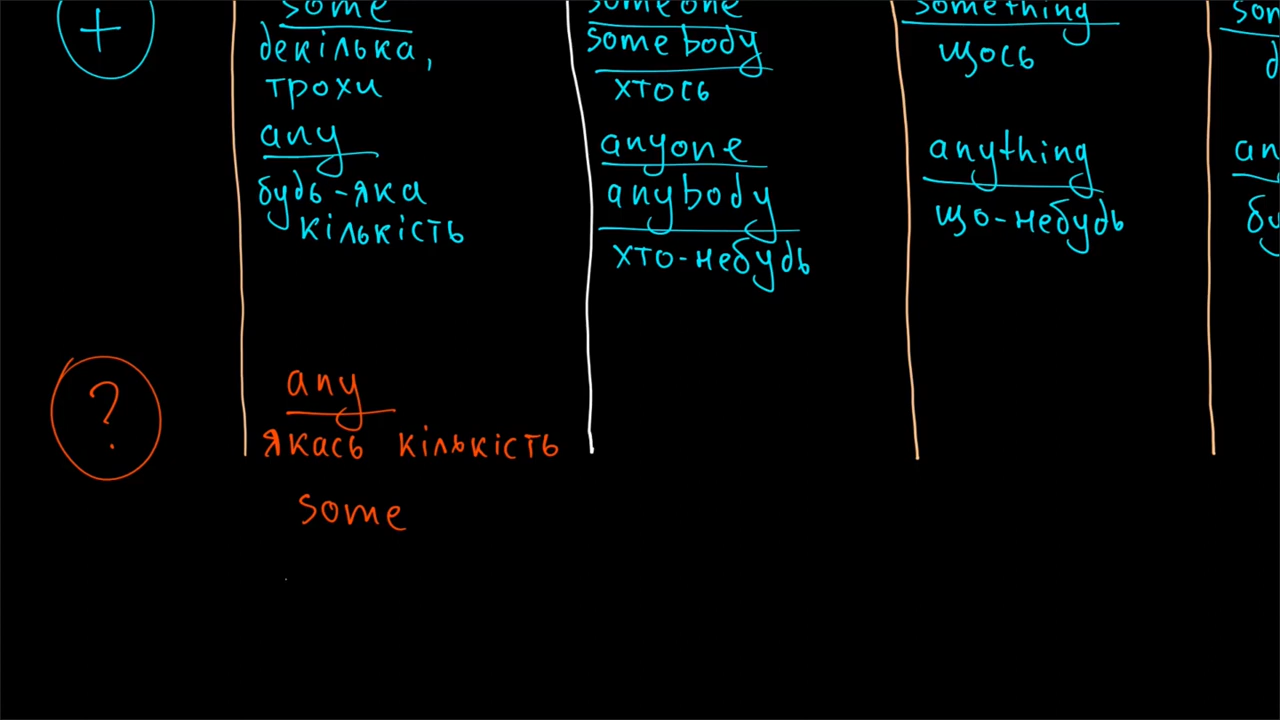 +
some
декілька,
трохи
any
будь-яка
кількість
someone
somebody
хтось
anyone
anybody
хто-небудь
something
щось
anything
що-небудь
?
any
якась кількість
some